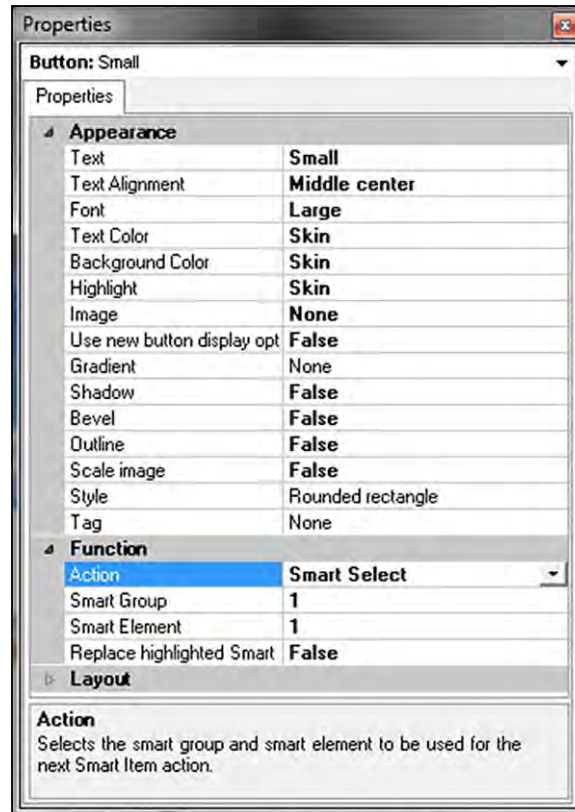 Properties
Button: Small
Properties
Appearance
Text Small
Text Alignment Middle center
Font Large
Text Color Skin
Background Color Skin
Highlight Skin
Image None
Use new button display opt False
Gradient None
Shadow False
Bevel False
Outline False
Scale image False
Style Rounded rectangle
Tag None
Function
Action Smart Select
Smart Group 1
Smart Element 1
Replace highlighted Smart False
Layout
Action
Selects the smart group and smart element to be used for the
next Smart Item action.